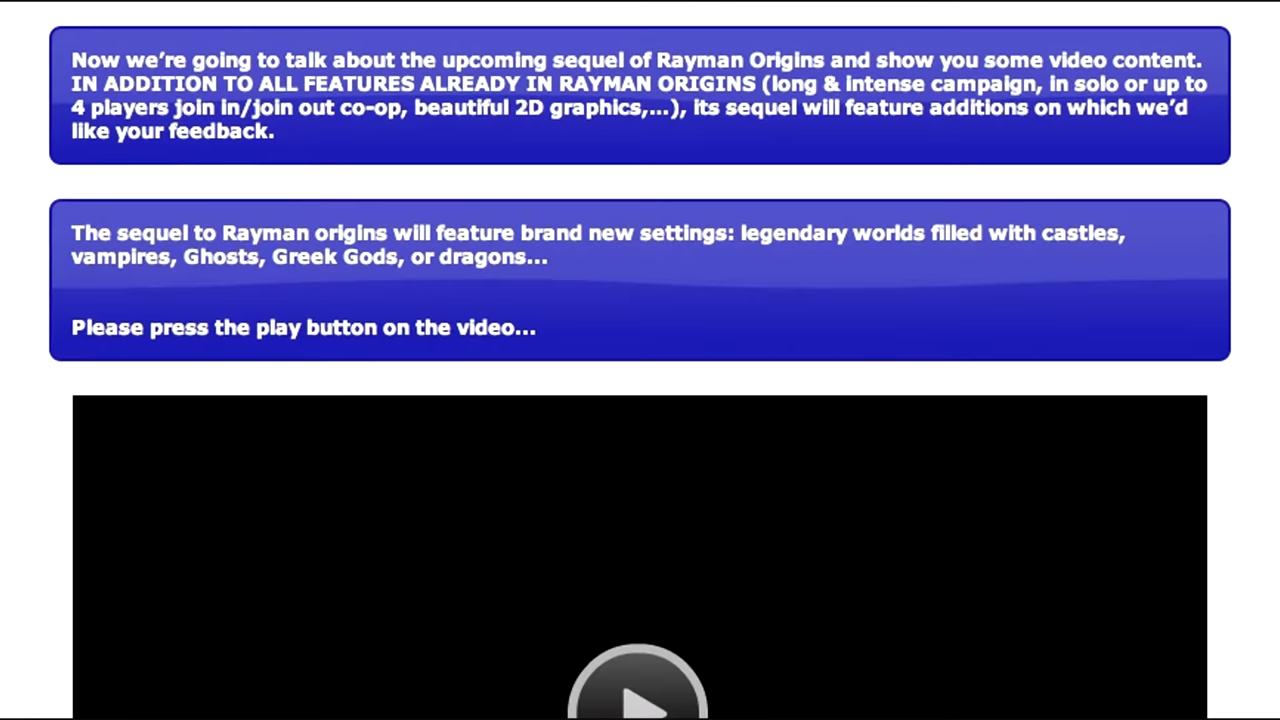 Now we’re going to talk about the upcoming sequel of Rayman Origins and show you some video content.
IN ADDITION TO ALL FEATURES ALREADY IN RAYMAN ORIGINS (long & intense campaign, in solo or up to
4 players join in/join out co-op, beautiful 2D graphics,...), its sequel will feature additions on which we’d
like your feedback.
The sequel to Rayman origins will feature brand new settings: legendary worlds filled with castles,
vampires, Ghosts, Greek Gods, or dragons...
Please press the play button on the video...